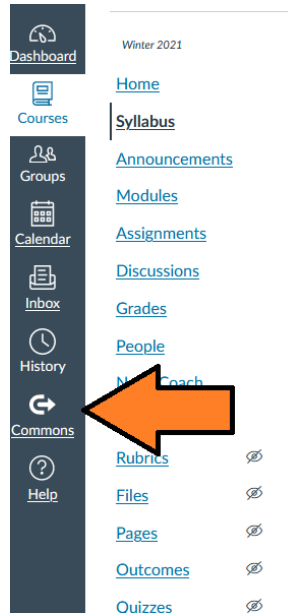 Dashboard
Courses
Groups
Calendar
Inbox
History
Commons
Help
Winter 2021
Home
Syllabus
Announcements
Modules
Assignments
Discussions
Grades
People
Coach
Rubrics
Files
Pages
Outcomes
Quizzes